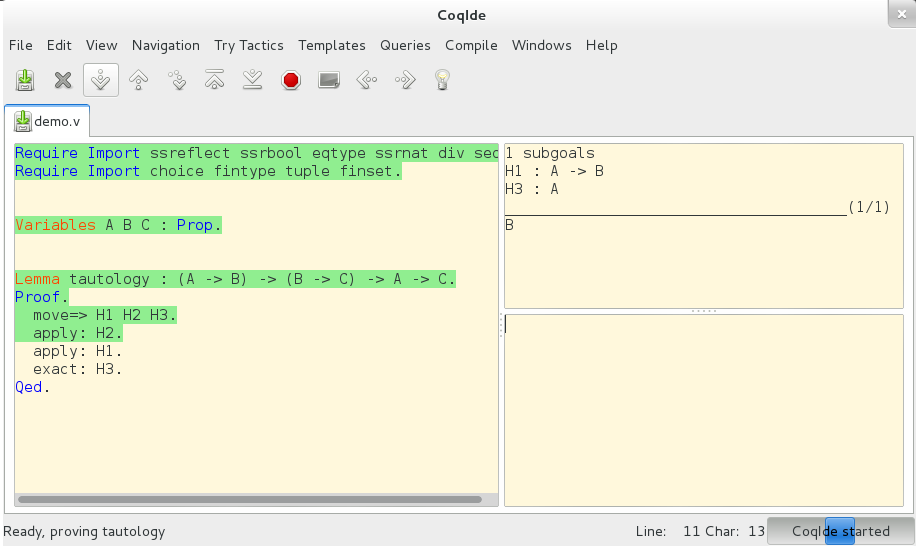 CoqIde
File Edit View Navigation Try Tactics Templates Queries Compile Windows Help
demo.v
Require Import ssreflect ssrbool eqtype ssrnat div sec
Require Import choice fintype tuple finset.
Variables A B C : Prop.
Lemma tautology : (A -> B) -> (B -> C) -> A -> C.
Proof.
move=> H1 H2 H3.
apply: H2.
apply: H1.
exact: H3.
Qed.
1 subgoals
H1 : A -> B
H3 : A
(1/1)
B
Ready, proving tautology
Line: 11 Char: 13
CoqIde started